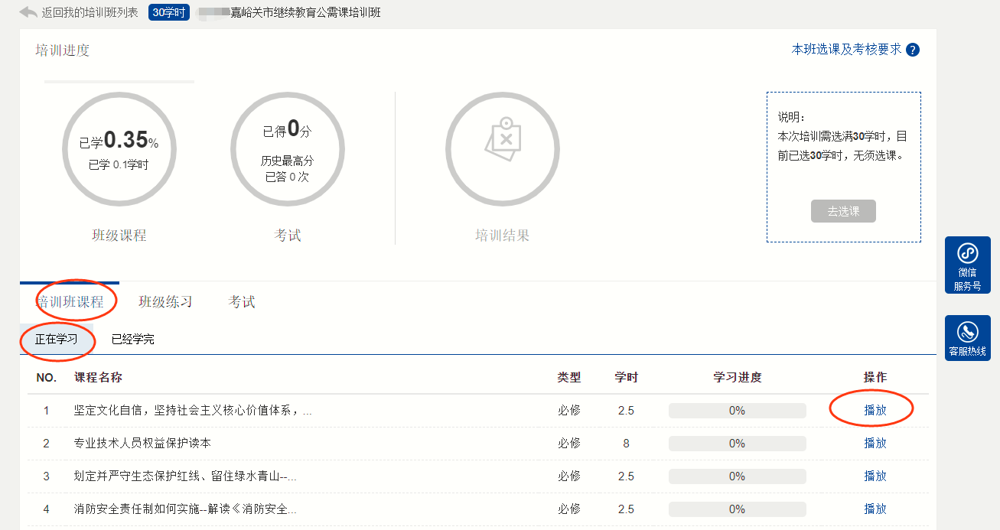 返回我的培训班列表 30学时 嘉峪关市继续教育公需课培训班
培训进度
本班选课及考核要求 ?
已学0.35%
已学 0.1学时
班级课程
已得0分
历史最高分
已答 0 次
考试
培训结果
说明：
本次培训需选满30学时，目
前已选30学时，无须选课。
去选课
微信
服务号
客服热线
培训班课程 班级练习 考试
正在学习 已经学完
NO. 课程名称 类型 学时 学习进度 操作
1 坚定文化自信，坚持社会主义核心价值体系，... 必修 2.5 0% 播放
2 专业技术人员权益保护读本 必修 8 0% 播放
3 划定并严守生态保护红线、留住绿水青山--... 必修 2.5 0% 播放
4 消防安全责任制如何实施--解读《消防安全... 必修 2.5 0% 播放